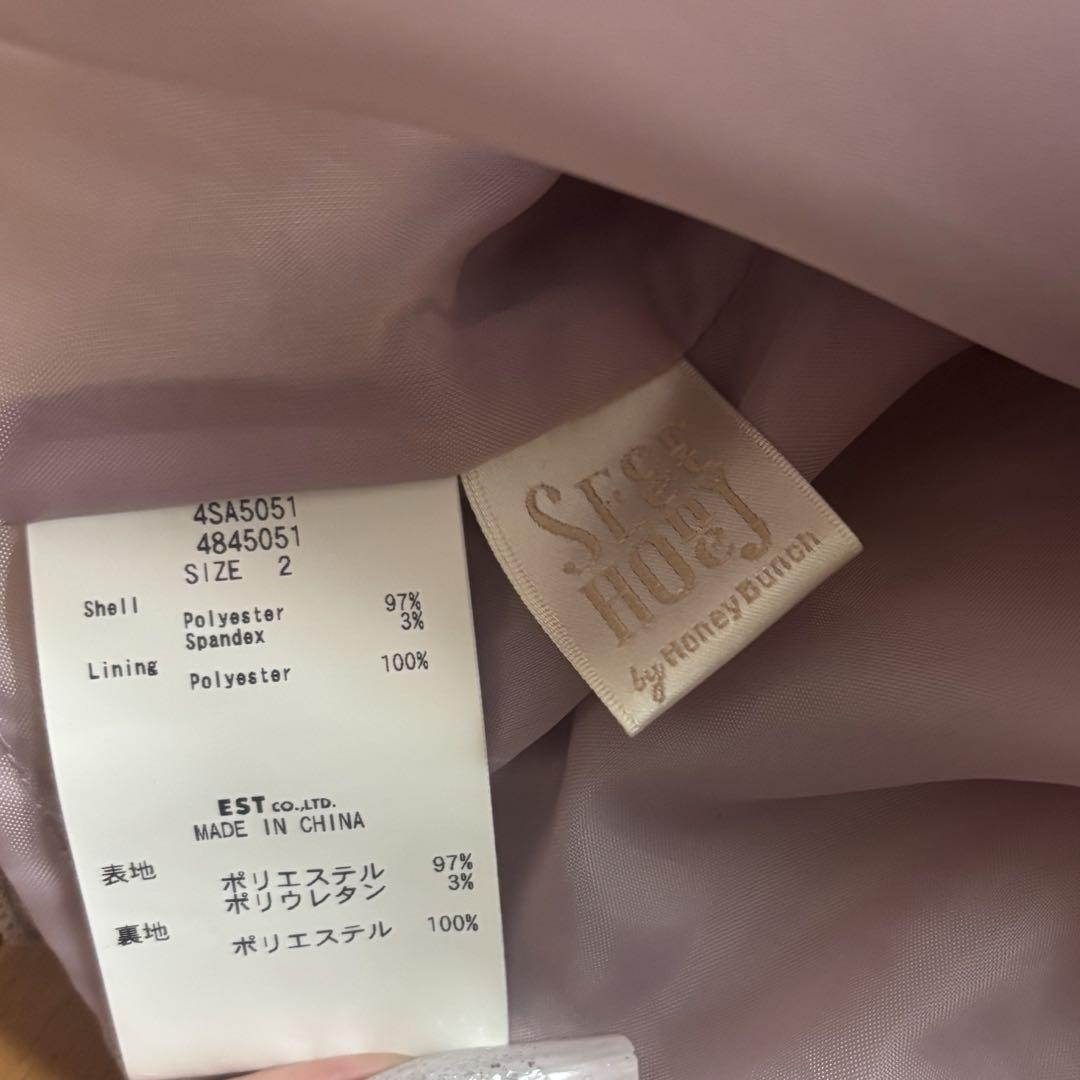 4SA5051
4845051
SIZE 2
Shell Polyester 97%
Spandex 3%
Lining Polyester 100%
EST CO.,LTD.
MADE IN CHINA
表地 ポリエステル 97%
ポリウレタン 3%
裏地 ポリエステル 100%
HONEY
by Honey Bunch